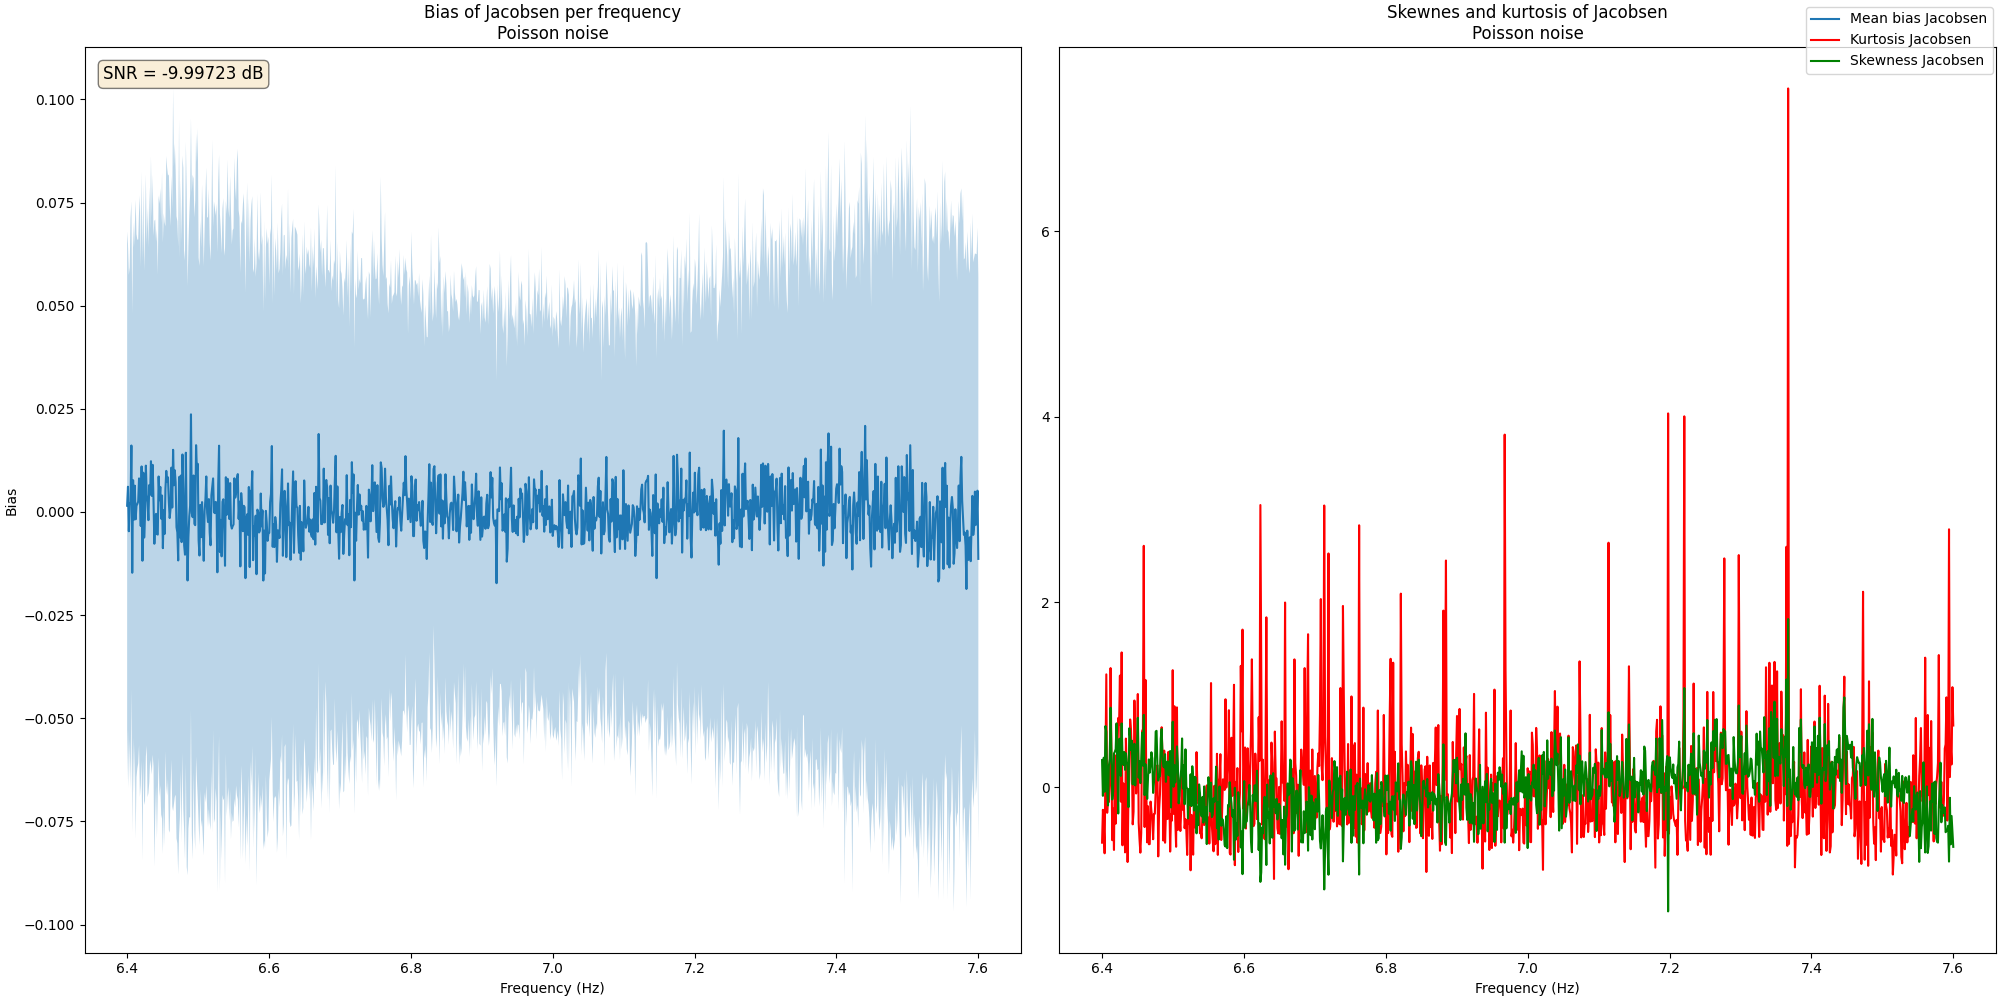 Bias of Jacobsen per frequency
Poisson noise
SNR = -9.99723 dB
0.100
0.075
0.050
0.025
0.000
−0.025
−0.050
−0.075
−0.100
Bias
6.4 6.6 6.8 7.0 7.2 7.4 7.6
Frequency (Hz)
Skewnes and kurtosis of Jacobsen
Poisson noise
Mean bias Jacobsen
Kurtosis Jacobsen
Skewness Jacobsen
6
4
2
0
6.4 6.6 6.8 7.0 7.2 7.4 7.6
Frequency (Hz)